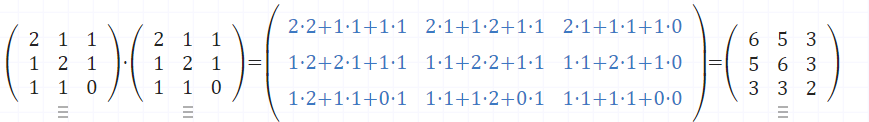 ( 2 1 1 ) ( 2 1 1 ) ( 2·2+1·1+1·1 2·1+1·2+1·1 2·1+1·1+1·0 ) ( 6 5 3 )
( 1 2 1 ) · ( 1 2 1 ) = ( 1·2+2·1+1·1 1·1+2·2+1·1 1·1+2·1+1·0 ) = ( 5 6 3 )
( 1 1 0 ) ( 1 1 0 ) ( 1·2+1·1+0·1 1·1+1·2+0·1 1·1+1·1+0·0 ) ( 3 3 2 )